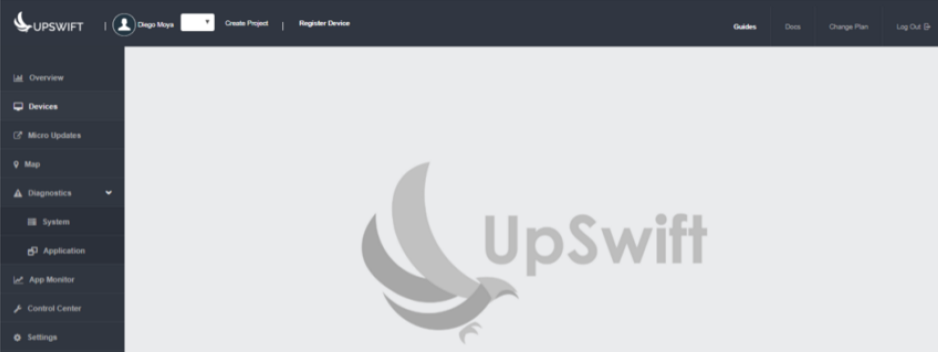 UPSWIFT | Diego Moya Create Project | Register Device Guides Docs Change Plan Log Out
Overview
Devices
Micro Updates
Map
Diagnostics
System
Application
App Monitor
Control Center
Settings
UpSwift